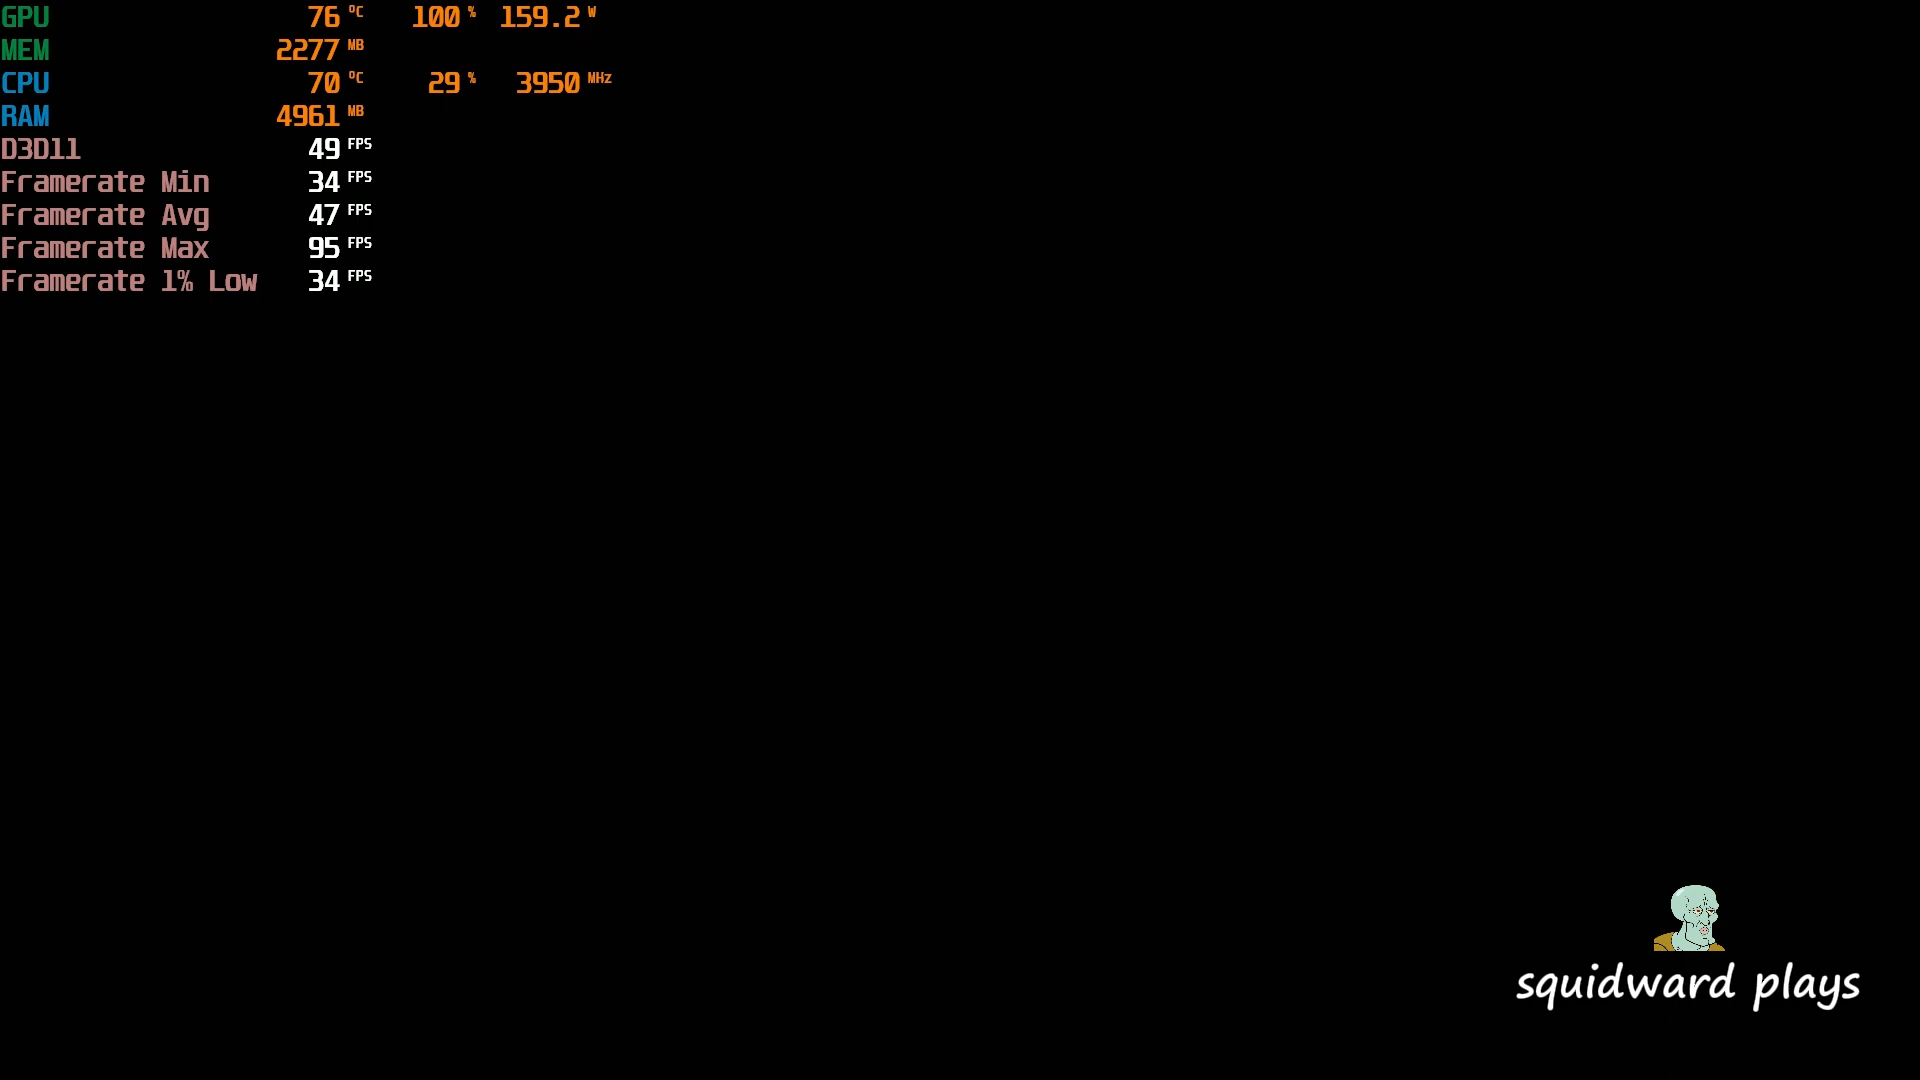 GPU 76 °C 100 % 159.2 W
MEM 2277 MB
CPU 70 °C 29 % 3950 MHz
RAM 4961 MB
D3D11 49 FPS
Framerate Min 34 FPS
Framerate Avg 47 FPS
Framerate Max 95 FPS
Framerate 1% Low 34 FPS
squidward plays